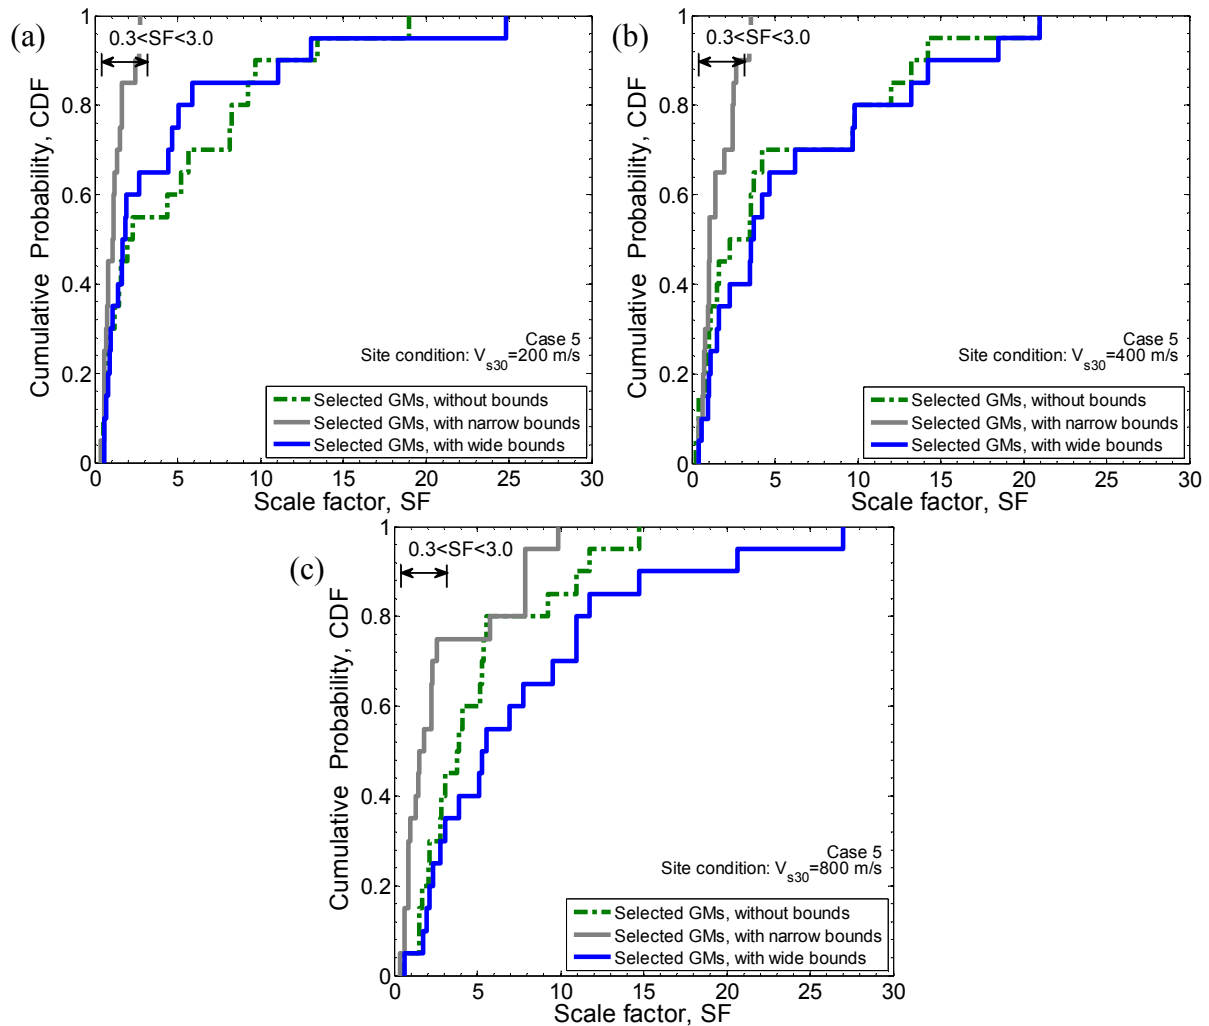 (a)
0.3<SF<3.0
1
0.8
0.6
0.4
0.2
0
Cumulative Probability, CDF
Case 5
Site condition: Vs30=200 m/s
Selected GMs, without bounds
Selected GMs, with narrow bounds
Selected GMs, with wide bounds
0 5 10 15 20 25 30
Scale factor, SF
(b)
0.3<SF<3.0
1
0.8
0.6
0.4
0.2
0
Cumulative Probability, CDF
Case 5
Site condition: Vs30=400 m/s
Selected GMs, without bounds
Selected GMs, with narrow bounds
Selected GMs, with wide bounds
0 5 10 15 20 25 30
Scale factor, SF
(c)
0.3<SF<3.0
1
0.8
0.6
0.4
0.2
0
Cumulative Probability, CDF
Case 5
Site condition: Vs30=800 m/s
Selected GMs, without bounds
Selected GMs, with narrow bounds
Selected GMs, with wide bounds
0 5 10 15 20 25 30
Scale factor, SF